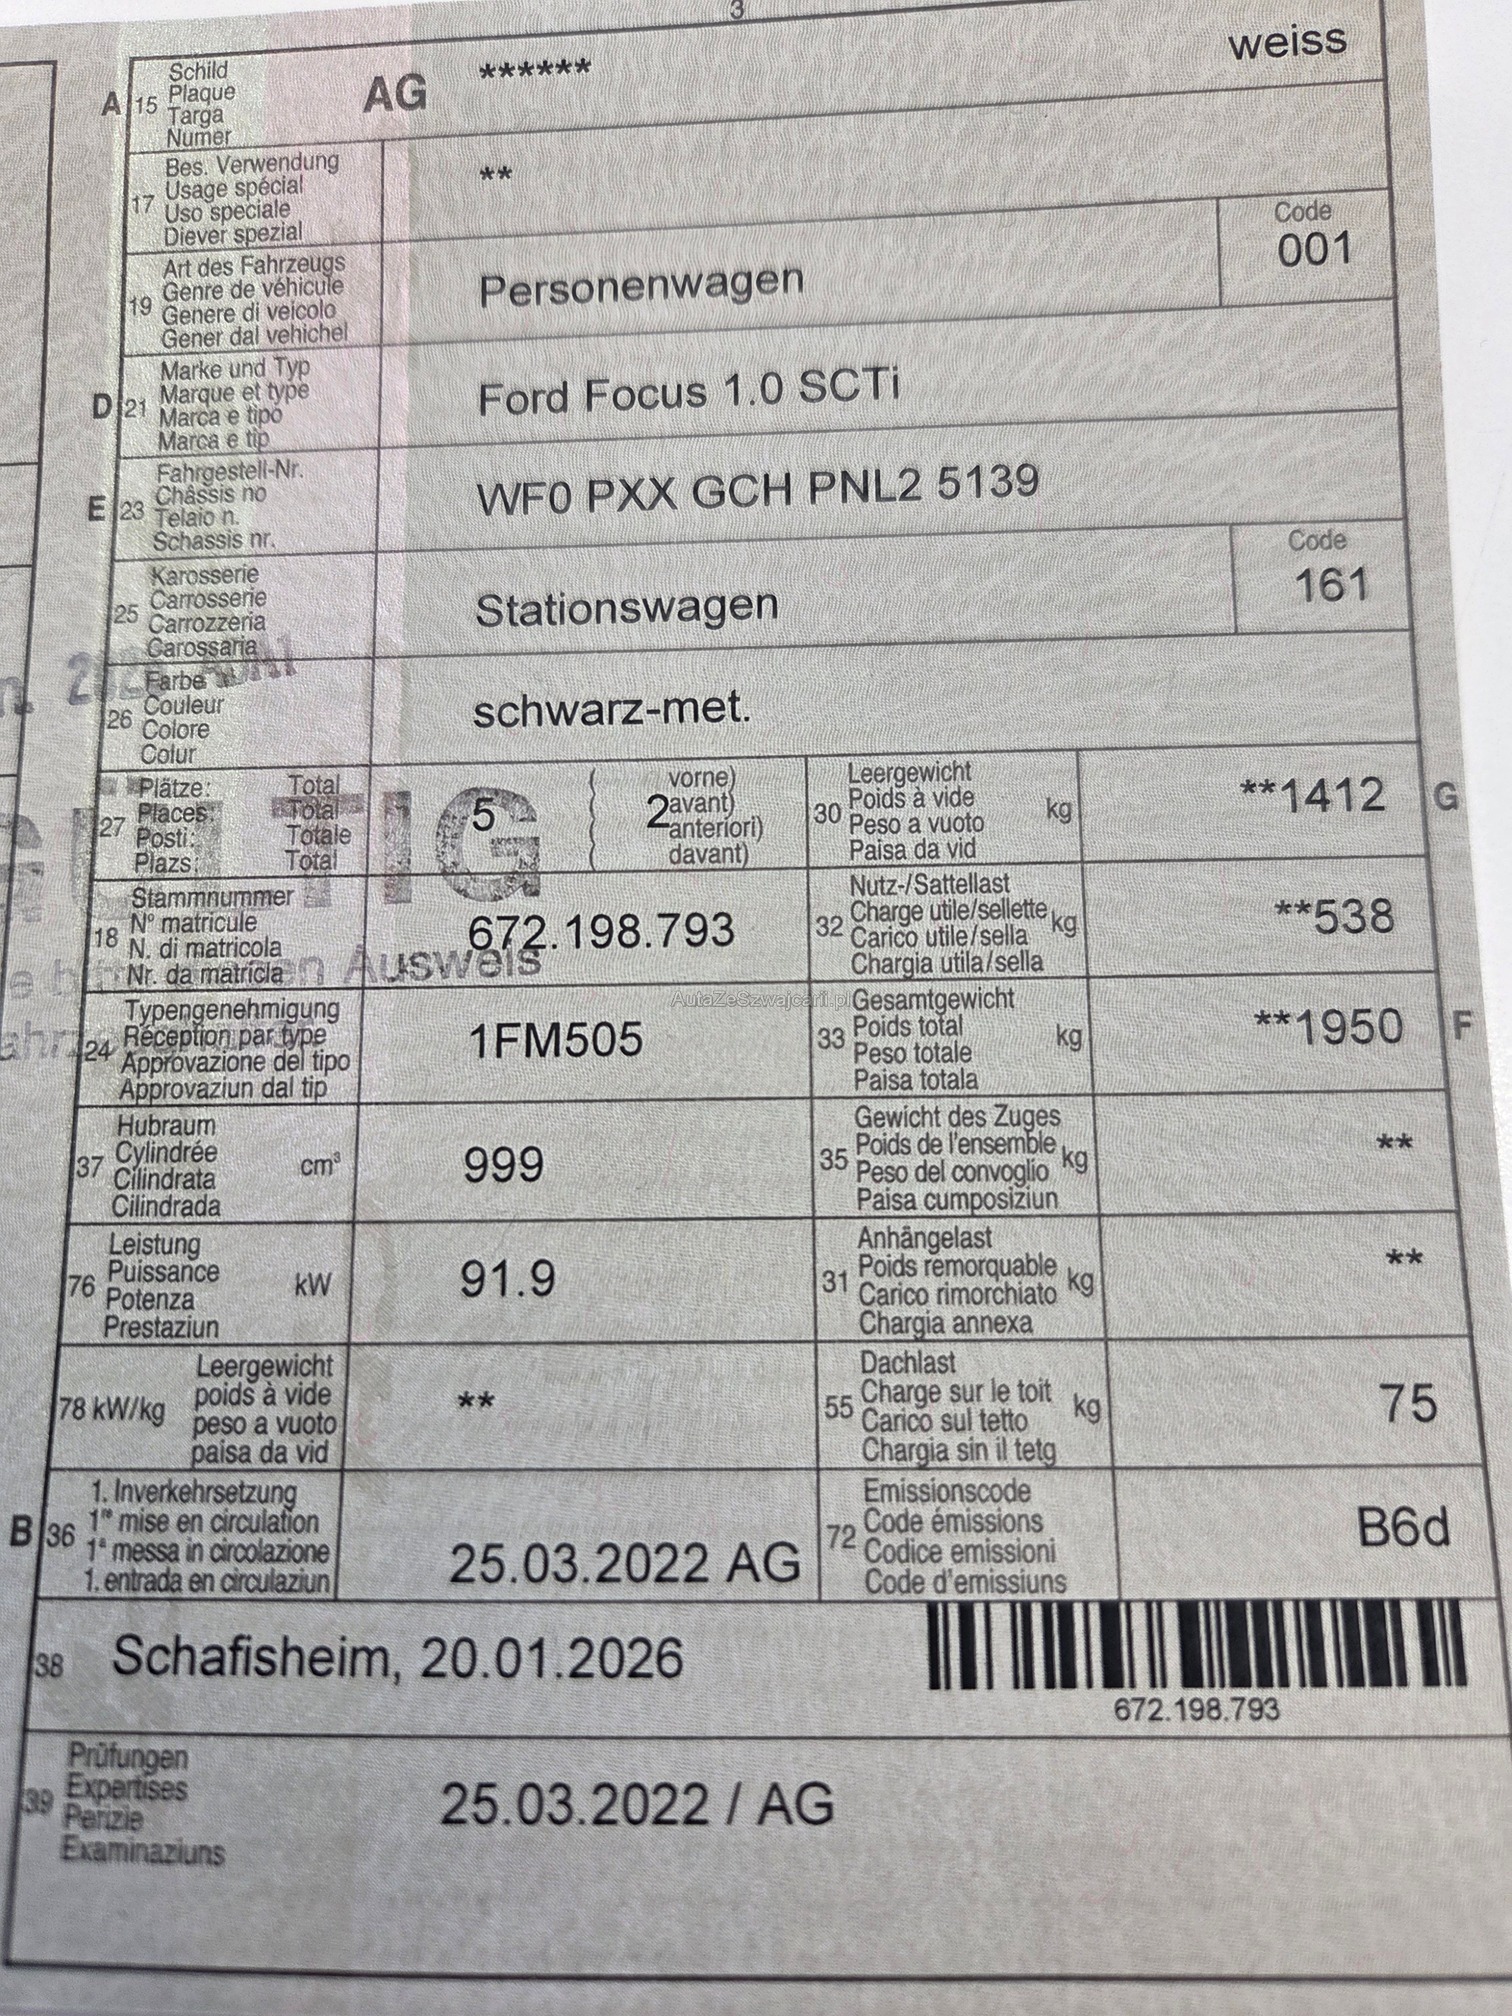 3
A 15 Schild AG ****** weiss
Plaque
Targa
Numer
17 Bes. Verwendung **
Usage spécial
Uso speciale
Diever spezial
19 Art des Fahrzeugs Personenwagen Code 001
Genre de véhicule
Genere di veicolo
Gener dal vehichel
D 21 Marke und Typ Ford Focus 1.0 SCTi
Marque et type
Marca e tipo
Marca e tip
E 23 Fahrgestell-Nr. WF0 PXX GCH PNL2 5139
Châssis no
Telaio n.
Schassis nr.
25 Karosserie Stationswagen Code 161
Carrosserie
Carrozzeria
Carossaria
26 Farbe schwarz-met.
Couleur
Colore
Colur
27 Plätze: Total 5 2 vorne)
Places: Total avant)
Posti: Totale anteriori)
Plazs: Total davant)
30 Leergewicht kg **1412 G
Poids à vide
Peso a vuoto
Paisa da vid
18 Stammnummer 672.198.793
N° matricule
N. di matricola
Nr. da matricla
Ausweis
32 Nutz-/Sattellast kg **538
Charge utile/sellette
Carico utile/sella
Chargia utila/sella
AutaZeSzwajcarii.pl
24 Typengenehmigung 1FM505
Réception par type
Approvazione del tipo
Approvaziun dal tip
33 Gesamtgewicht kg **1950 F
Poids total
Peso totale
Paisa totala
37 Hubraum cm³ 999
Cylindrée
Cilindrata
Cilindrada
35 Gewicht des Zuges kg **
Poids de l'ensemble
Peso del convoglio
Paisa cumposiziun
76 Leistung kW 91.9
Puissance
Potenza
Prestaziun
31 Anhängelast kg **
Poids remorquable
Carico rimorchiato
Chargia annexa
78 kW/kg Leergewicht **
poids à vide
peso a vuoto
paisa da vid
55 Dachlast kg 75
Charge sur le toit
Carico sul tetto
Chargia sin il tetg
B 36 1. Inverkehrsetzung 25.03.2022 AG
1re mise en circulation
1a messa in circolazione
1. entrada en circulaziun
72 Emissionscode B6d
Code émissions
Codice emissioni
Code d'emissiuns
38 Schafisheim, 20.01.2026
672.198.793
39 Prüfungen 25.03.2022 / AG
Expertises
Perizie
Examinaziuns